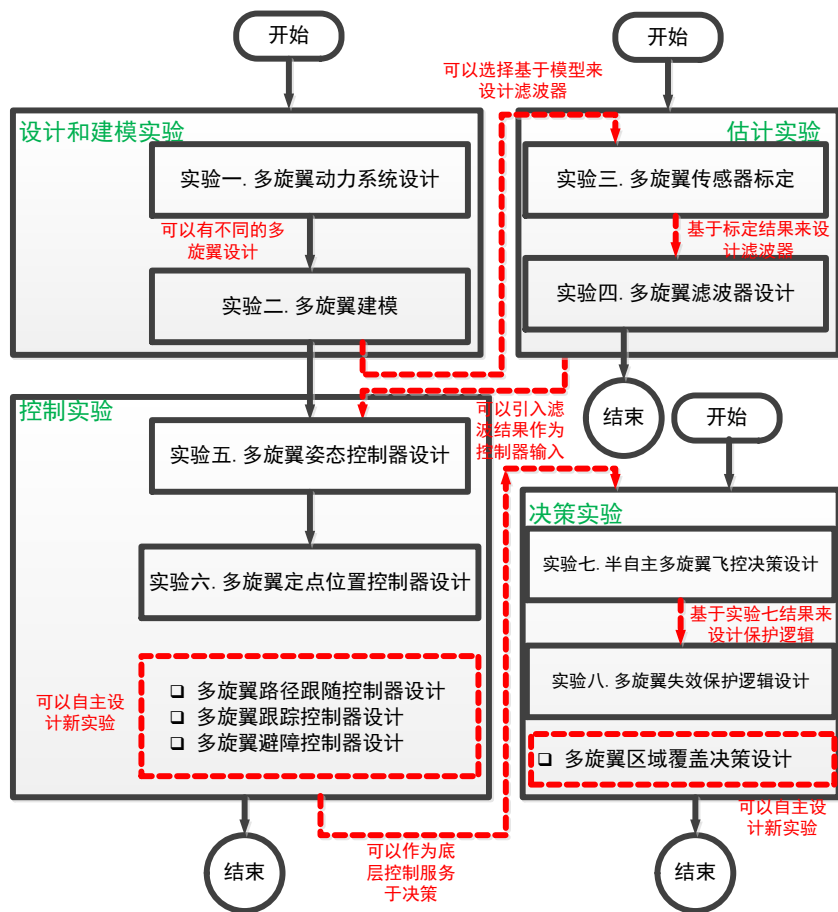 开始
开始
可以选择基于模型来
设计滤波器
设计和建模实验
实验一. 多旋翼动力系统设计
可以有不同的多
旋翼设计
实验二. 多旋翼建模
估计实验
实验三. 多旋翼传感器标定
基于标定结果来设
计滤波器
实验四. 多旋翼滤波器设计
结束
控制实验
可以引入滤
波结果作为
控制器输入
实验五. 多旋翼姿态控制器设计
实验六. 多旋翼定点位置控制器设计
可以自主设
计新实验
❑ 多旋翼路径跟随控制器设计
❑ 多旋翼跟踪控制器设计
❑ 多旋翼避障控制器设计
结束
可以作为底
层控制服务
于决策
开始
决策实验
实验七. 半自主多旋翼飞控决策设计
基于实验七结果来
设计保护逻辑
实验八. 多旋翼失效保护逻辑设计
❑ 多旋翼区域覆盖决策设计
可以自主设
计新实验
结束